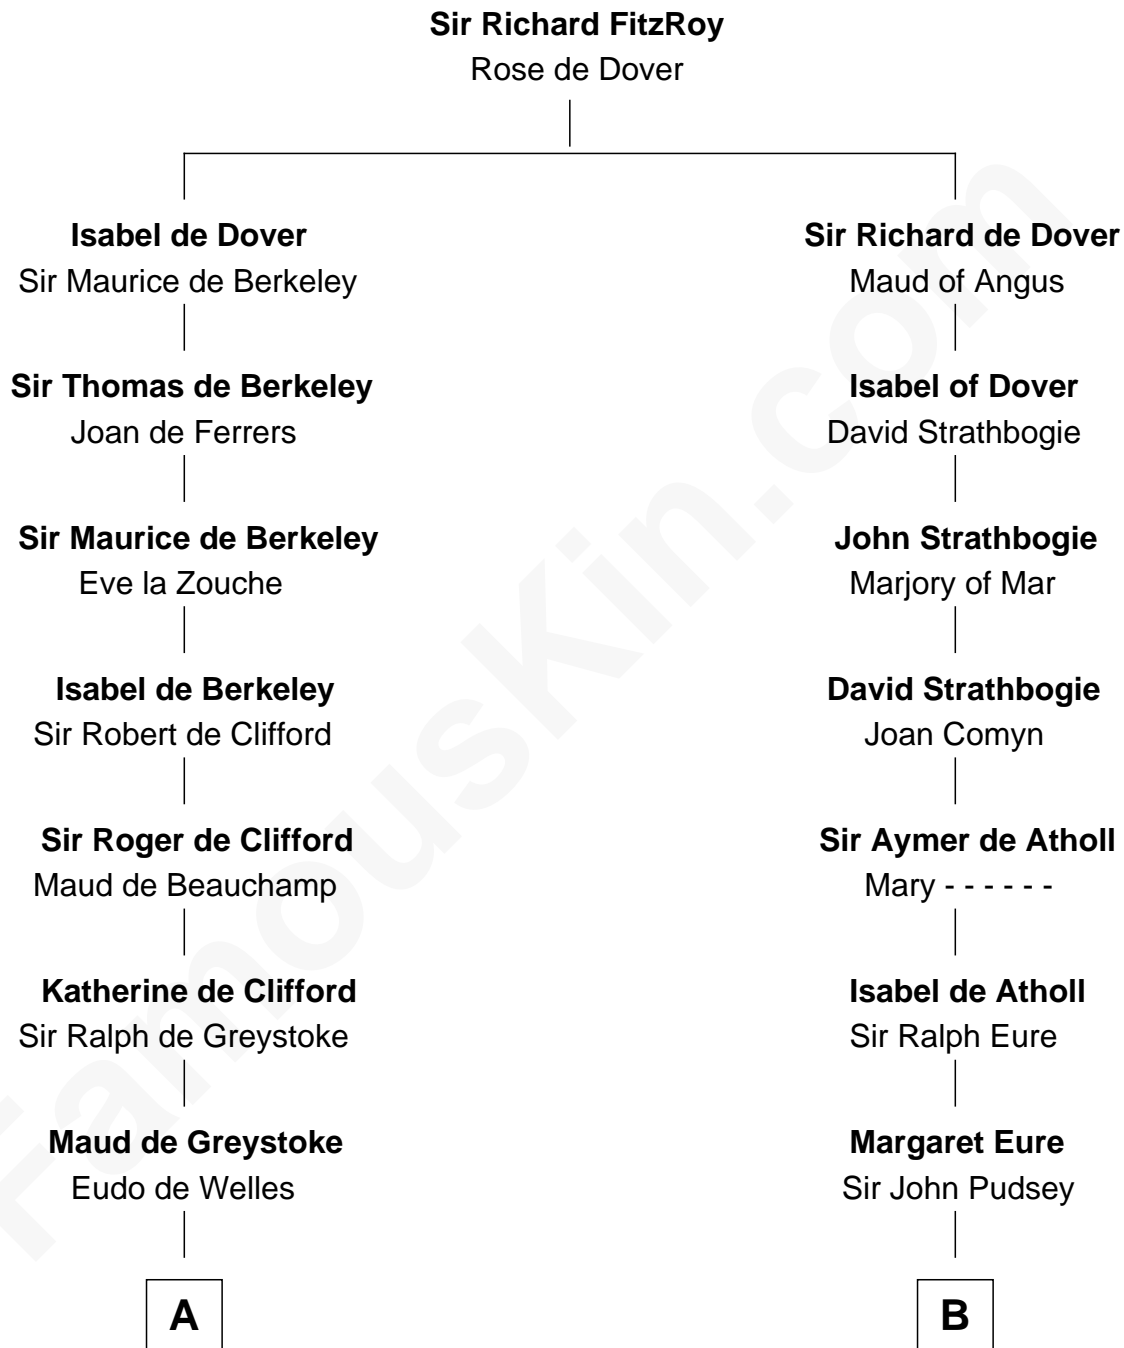 Sir Richard FitzRoy
Rose de Dover
Isabel de Dover
Sir Maurice de Berkeley
Sir Richard de Dover
Maud of Angus
Sir Thomas de Berkeley
Joan de Ferrers
Isabel of Dover
David Strathbogie
Sir Maurice de Berkeley
Eve la Zouche
John Strathbogie
Marjory of Mar
Isabel de Berkeley
Sir Robert de Clifford
David Strathbogie
Joan Comyn
Sir Roger de Clifford
Maud de Beauchamp
Sir Aymer de Atholl
Mary - - - - - -
Katherine de Clifford
Sir Ralph de Greystoke
Isabel de Atholl
Sir Ralph Eure
Maud de Greystoke
Eudo de Welles
Margaret Eure
Sir John Pudsey
A
B
FamousKin.com